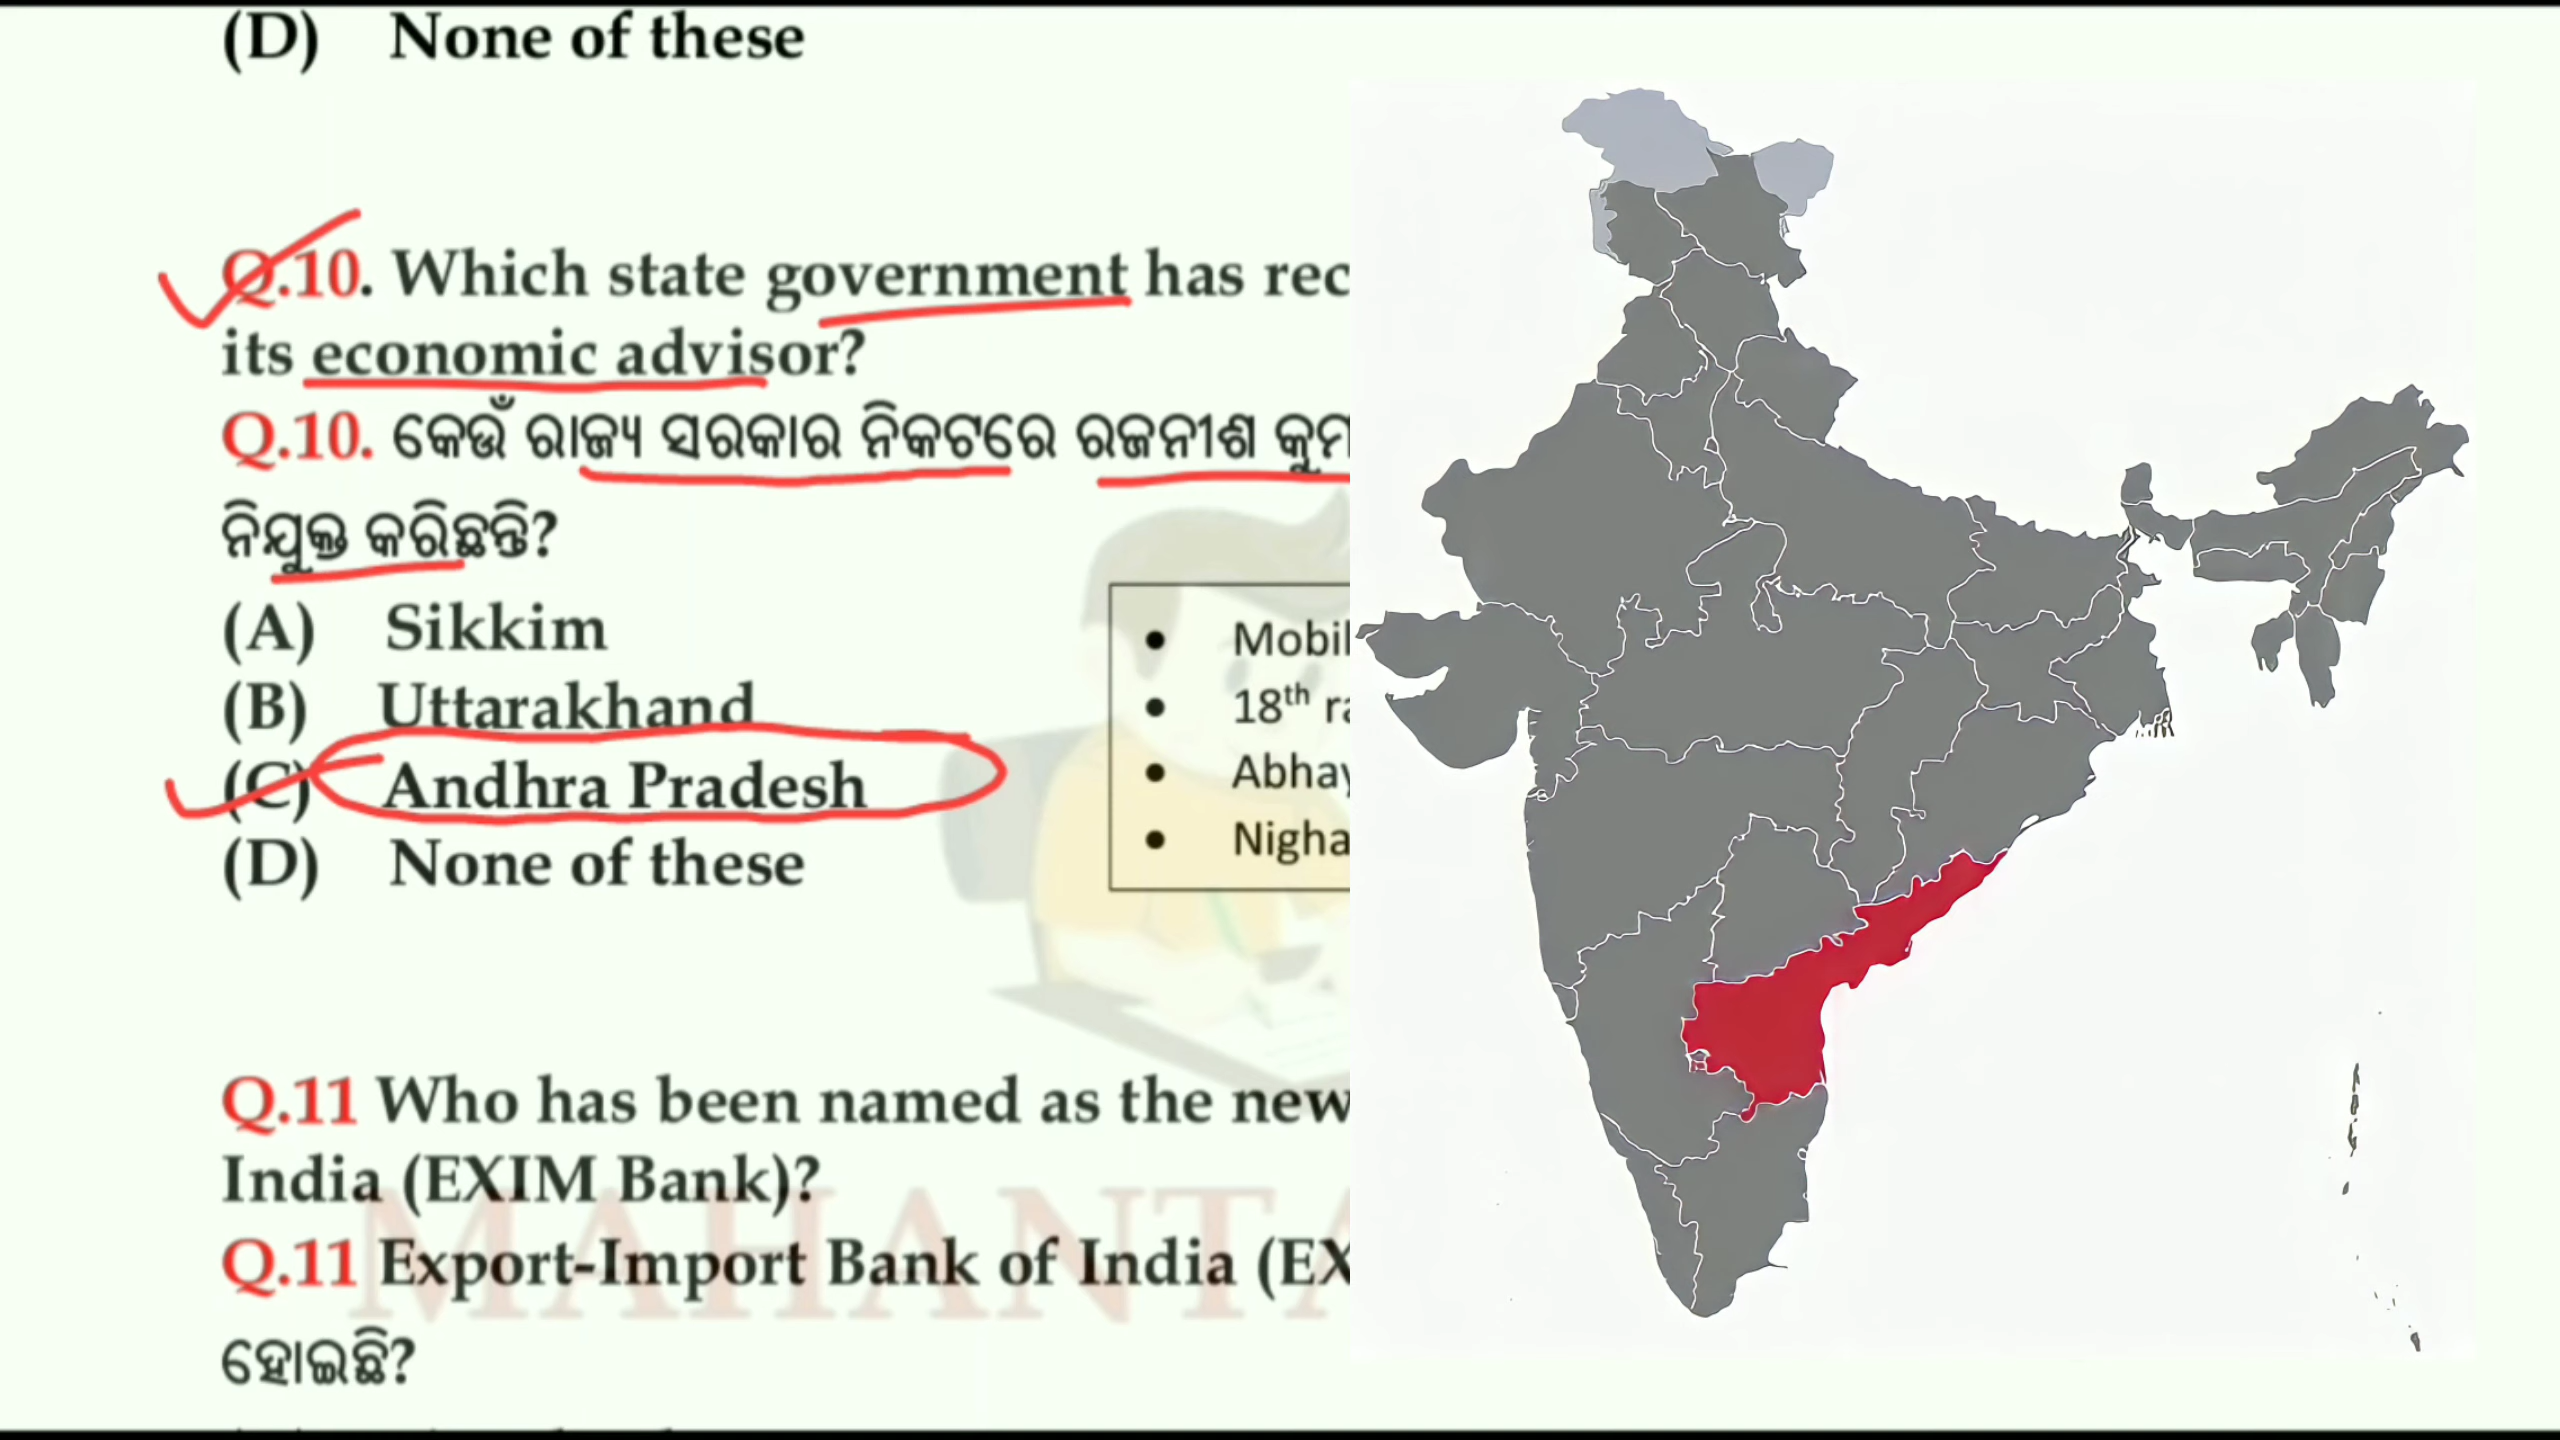 (D) None of these
Q.10. Which state government has rec
its economic advisor?
Q.10. କେଉଁ ରାଜ୍ୟ ସରକାର ନିକଟରେ ରଜନୀଶ କୁମ
ନିଯୁକ୍ତ କରିଛନ୍ତି?
(A) Sikkim
(B) Uttarakhand
(C) Andhra Pradesh
(D) None of these
• Mobil
• 18th ra
• Abhay
• Nigha
Q.11 Who has been named as the new
India (EXIM Bank)?
Q.11 Export-Import Bank of India (EX
ହୋଇଛି?
MAHANTA